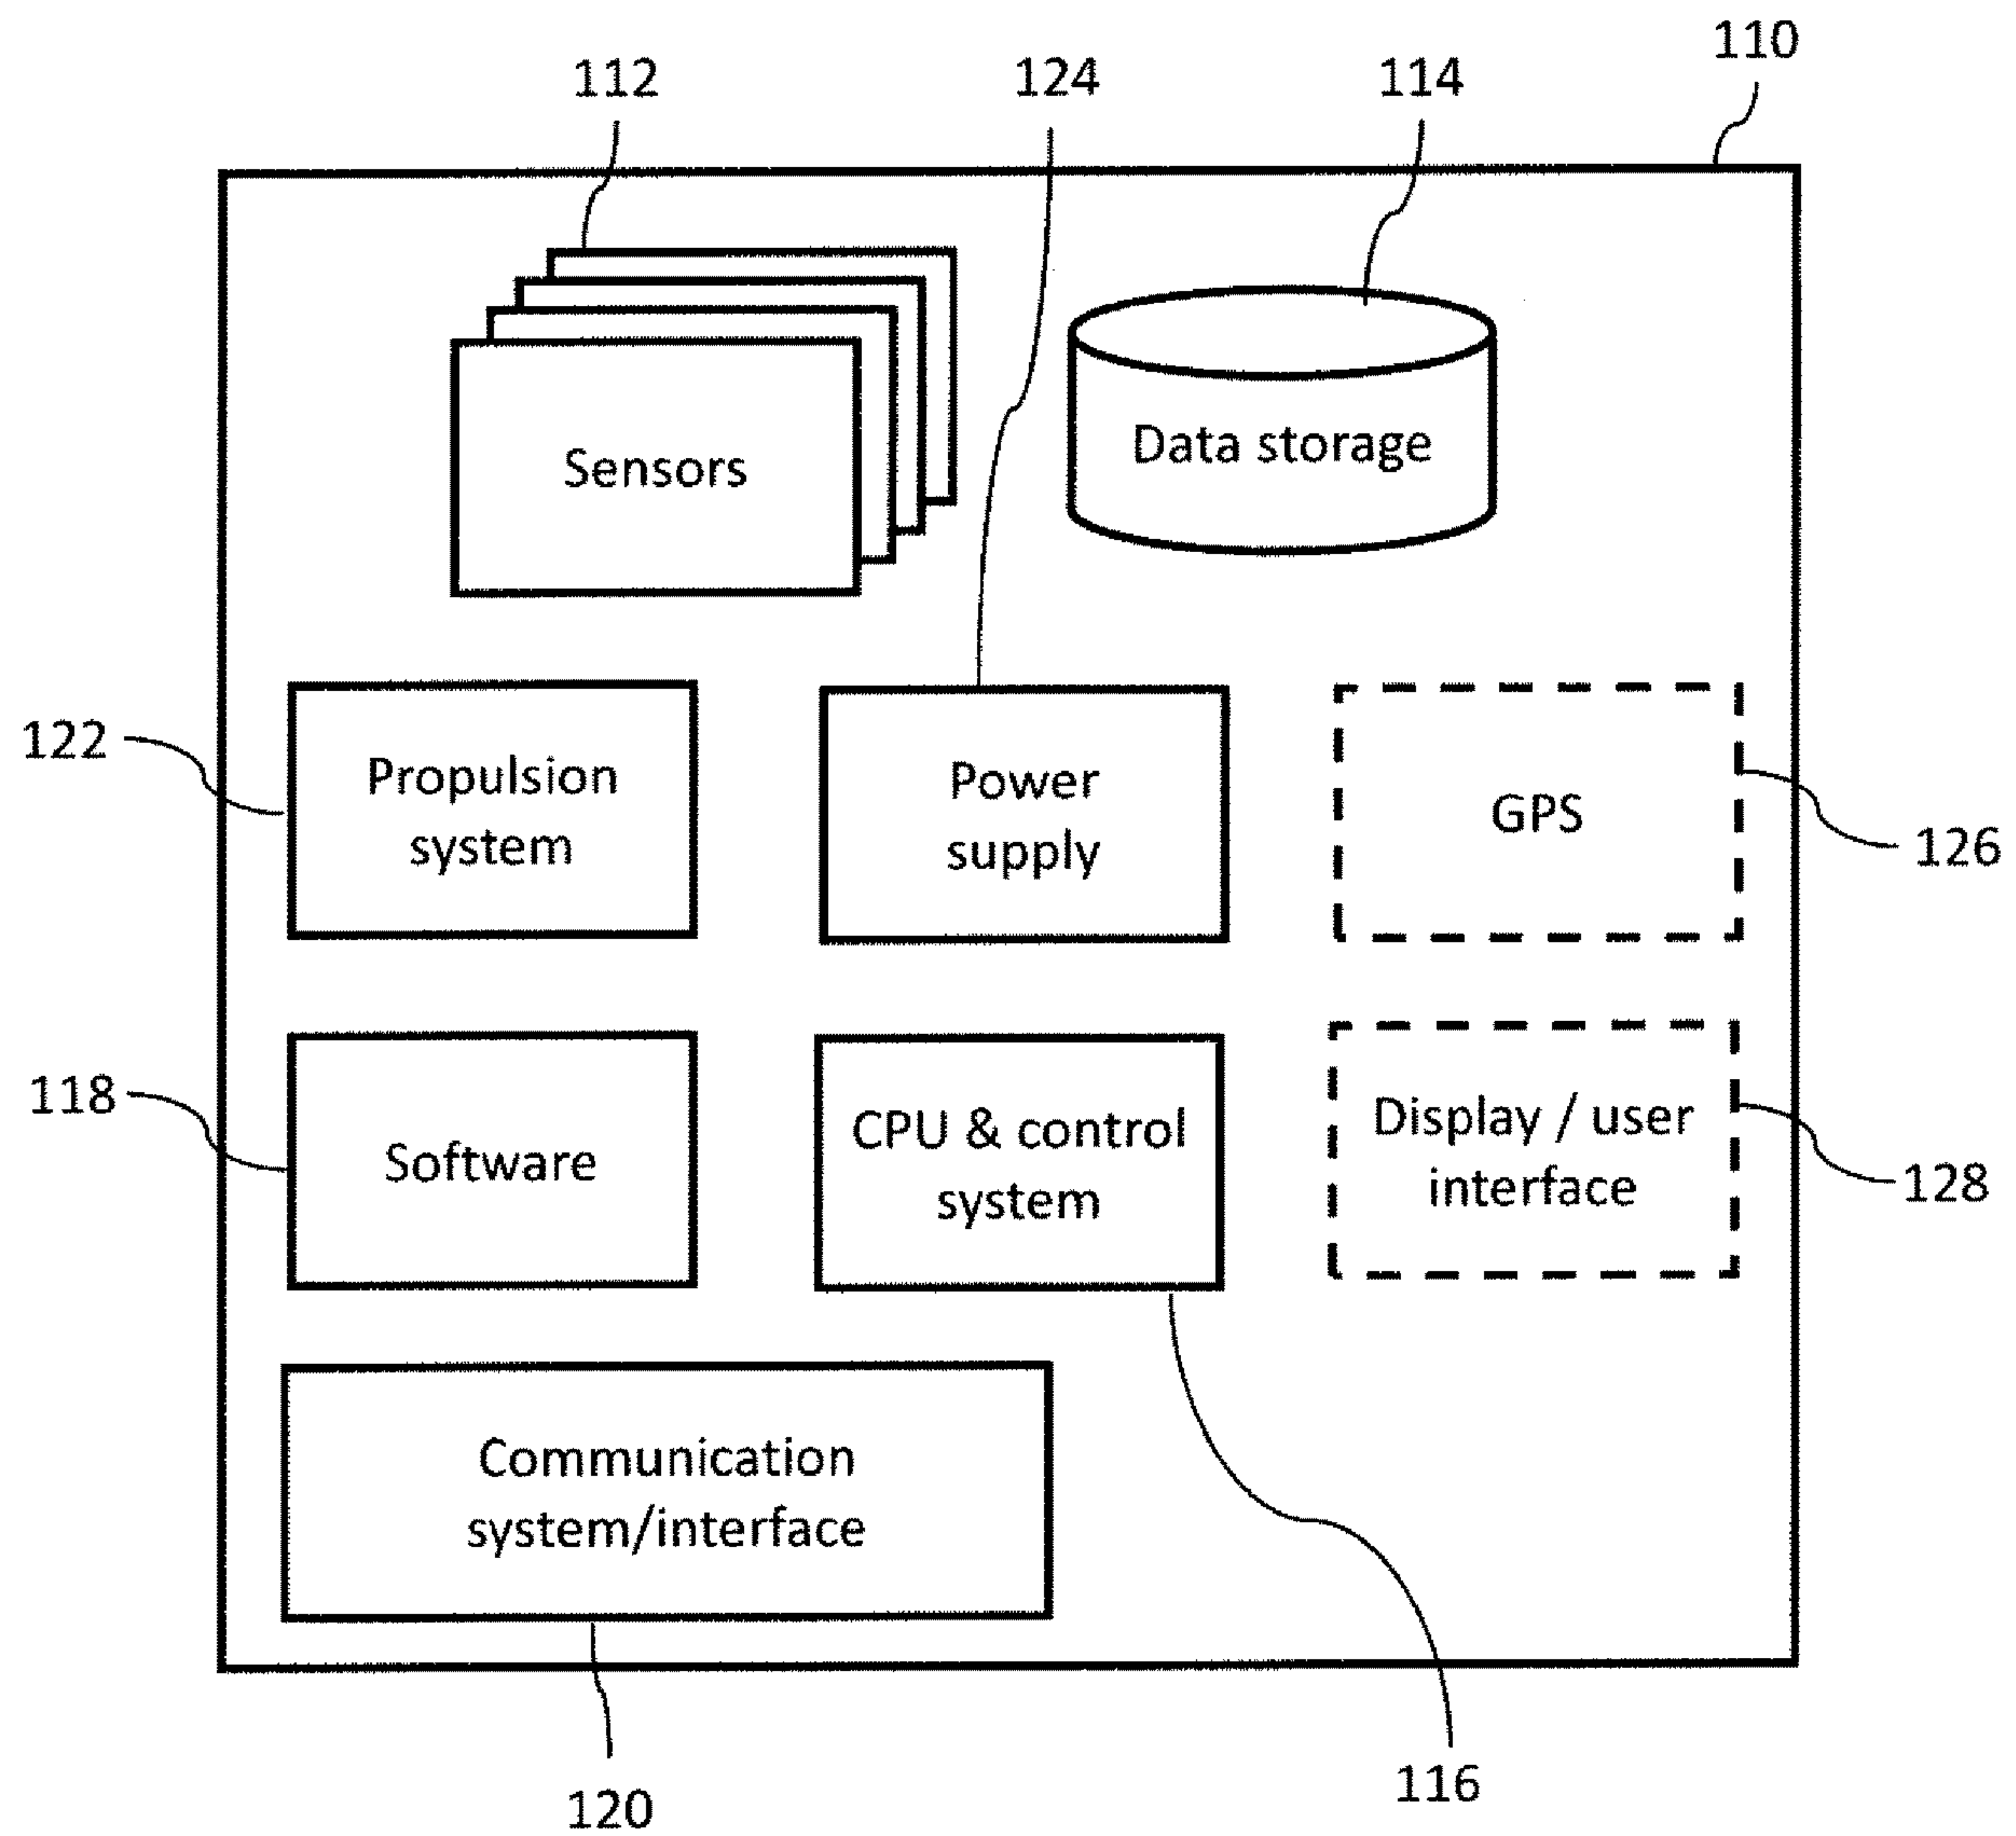 110
112
124
114
Sensors
Data storage
122
Propulsion
system
Power
supply
GPS
126
118
Software
CPU & control
system
Display / user
interface
128
Communication
system/interface
120
116